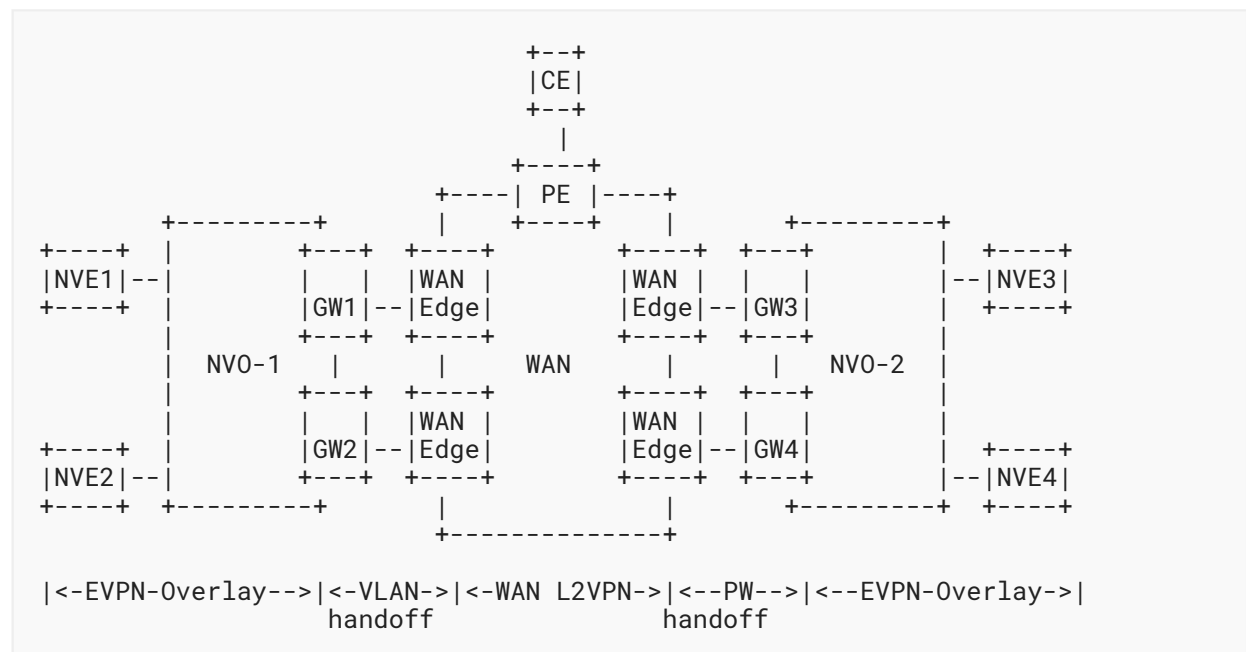 +--+
                                  |CE|
                                  +--+
                                    |
                                 +----+
                            +----| PE |----+
           +---------+      |    +----+    |       +---------+
 +----+    |        +---+  +----+        +----+  +---+       |   +----+
 |NVE1|--|          |   |  |WAN |        |WAN |  |   |       |--|NVE3|
 +----+    |        |GW1|--|Edge|        |Edge|--|GW3|       |   +----+
           |        +---+  +----+        +----+  +---+       |
           |  NVO-1   |      |    WAN      |       |  NVO-2  |
           |        +---+  +----+        +----+  +---+       |
           |        |   |  |WAN |        |WAN |  |   |       |
 +----+    |        |GW2|--|Edge|        |Edge|--|GW4|       |   +----+
 |NVE2|--|          +---+  +----+        +----+  +---+       |--|NVE4|
 +----+    +---------+       |             |       +---------+   +----+
                             +--------------+

|<-EVPN-Overlay-->|<-VLAN->|<-WAN L2VPN->|<--PW-->|<--EVPN-Overlay->|
                   handoff                handoff